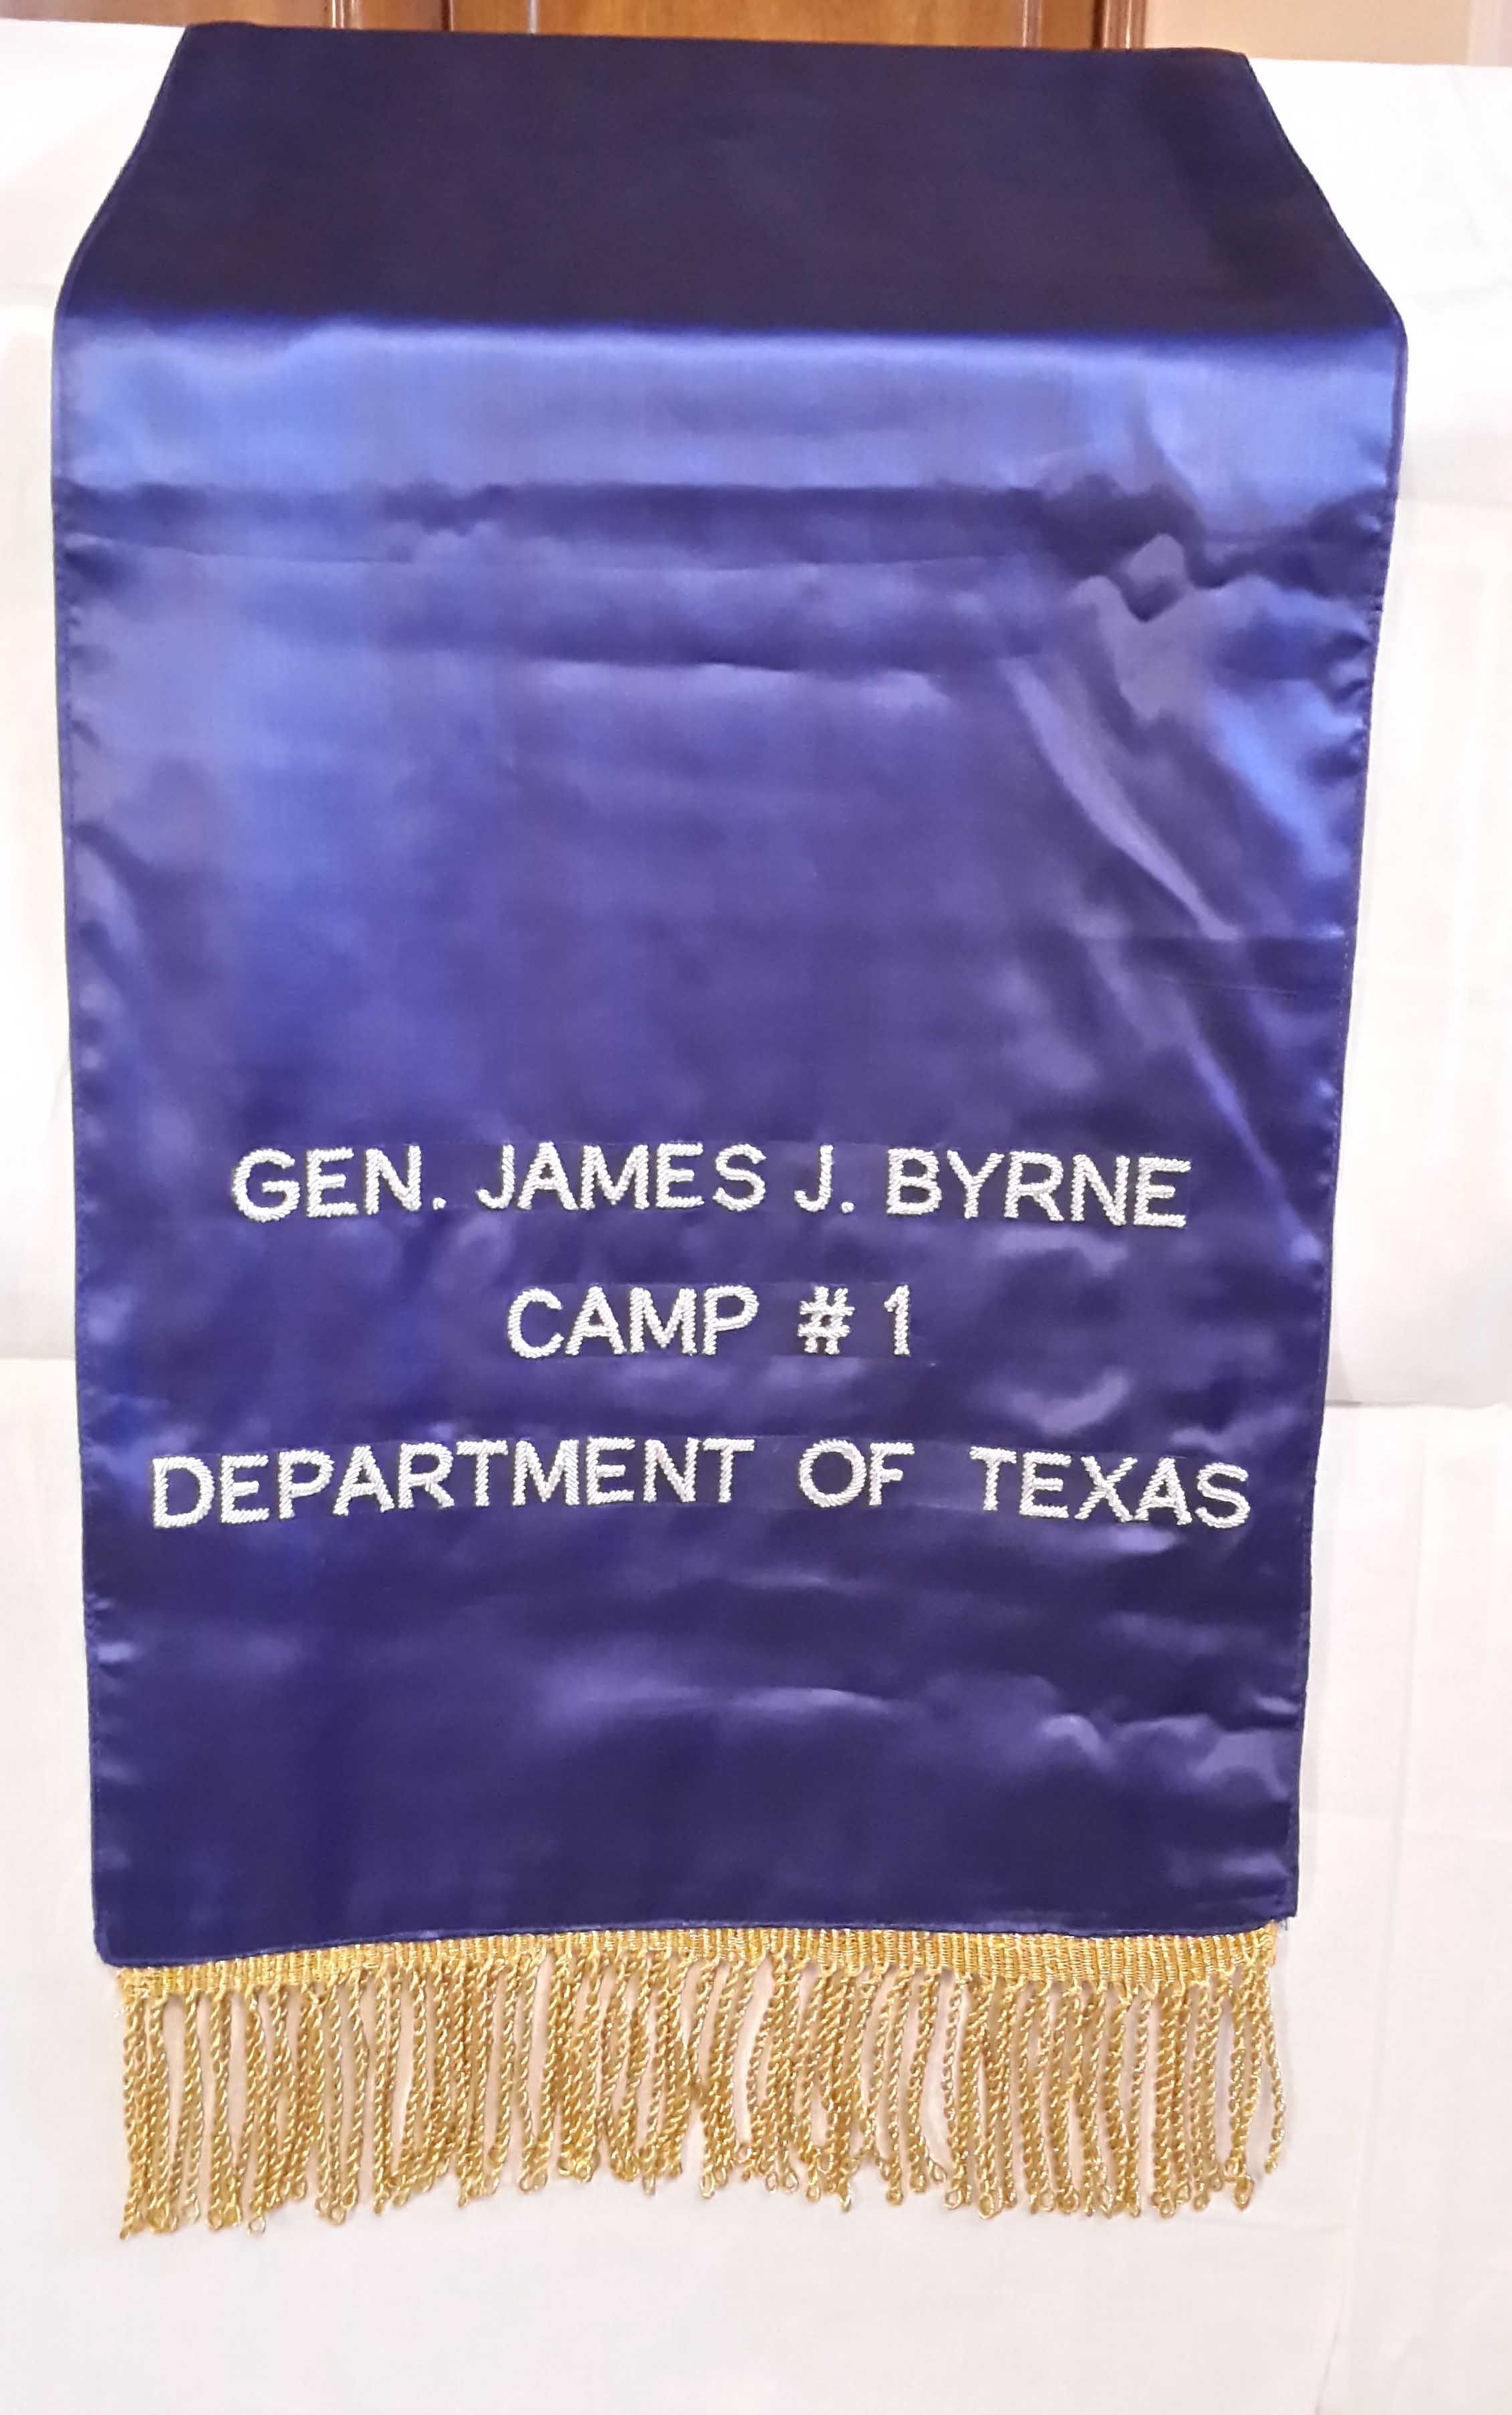 GEN. JAMES J. BYRNE
CAMP # 1
DEPARTMENT OF TEXAS